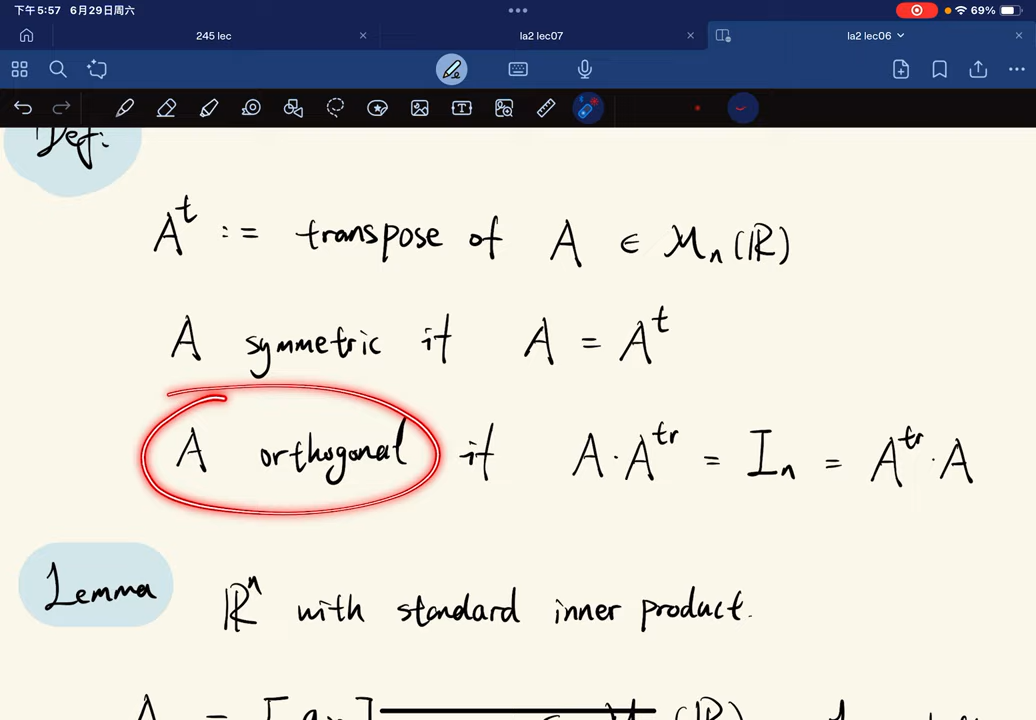 下午5:57 6月29日周六
69%
245 lec
la2 lec07
la2 lec06
Def:
A^t := transpose of A ∈ M_n(ℝ)
A symmetric if A = A^t
A orthogonal if A·A^tr = I_n = A^tr·A
Lemma ℝ^n with standard inner product.